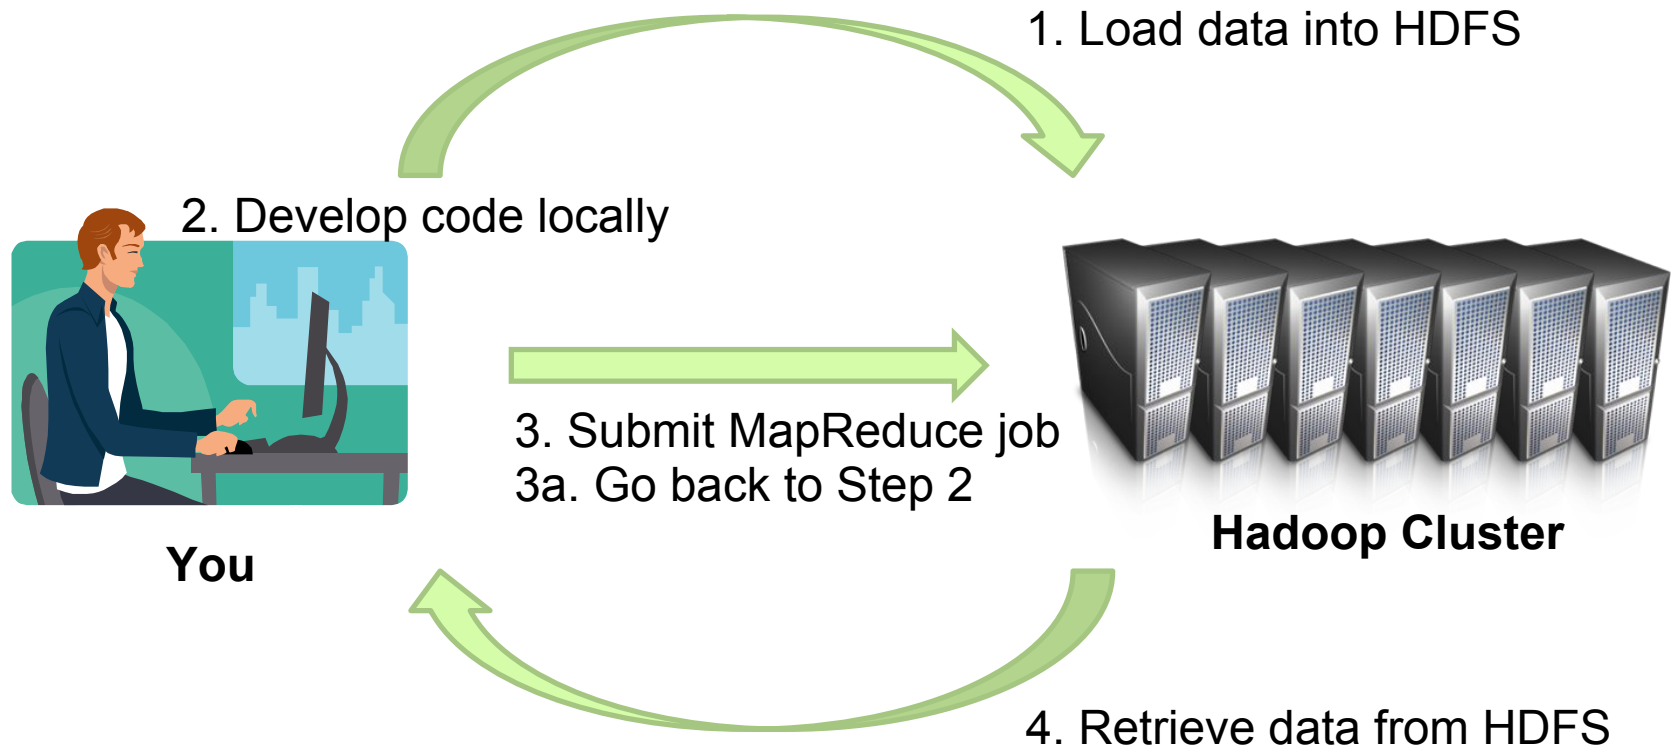 1. Load data into HDFS
2. Develop code locally
3. Submit MapReduce job
3a. Go back to Step 2
Hadoop Cluster
You
4. Retrieve data from HDFS